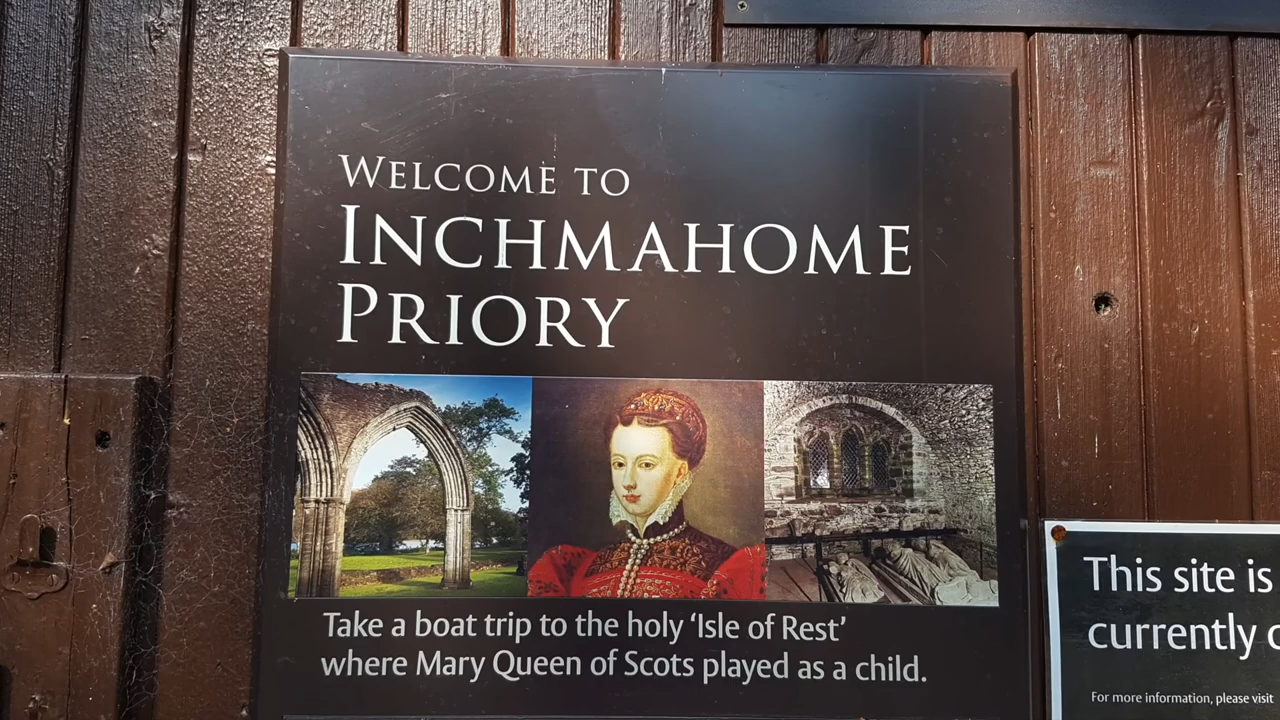 WELCOME TO
INCHMAHOME
PRIORY
Take a boat trip to the holy ‘Isle of Rest’
where Mary Queen of Scots played as a child.
This site is
currently
For more information, please visit